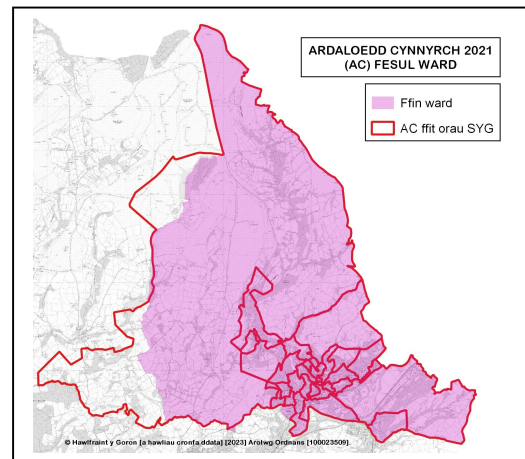 ARDALOEDD CYNNYRCH 2021
(AC) FESUL WARD
Ffin ward
AC ffit orau SYG
© Hawlfraint y Goron [a hawliau cronfa ddata] [2023] Arolwg Ordnans [100023509].